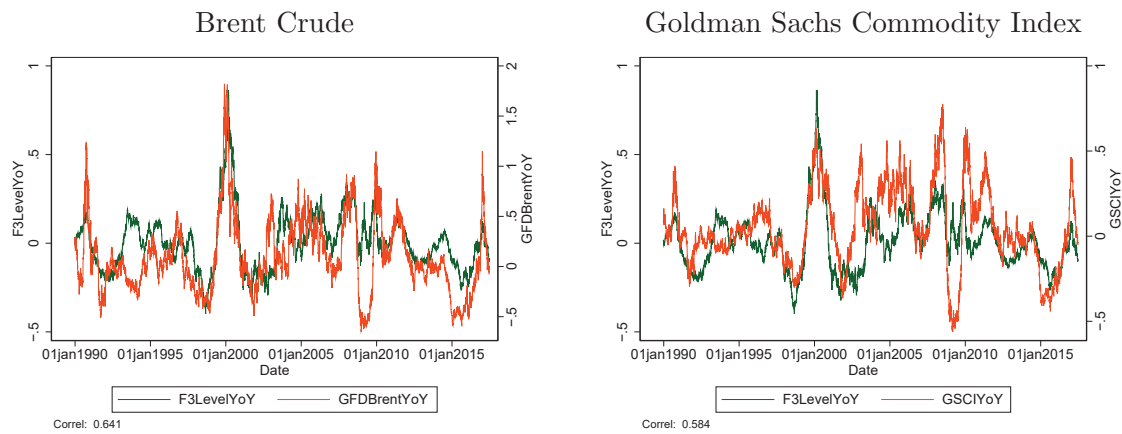 Brent Crude
F3LevelYoY
1
.5
0
-.5
GFDBrentYoY
2
1.5
1
.5
0
-.5
01jan1990 01jan1995 01jan2000 01jan2005 01jan2010 01jan2015
Date
F3LevelYoY GFDBrentYoY
Correl: 0.641
Goldman Sachs Commodity Index
F3LevelYoY
1
.5
0
-.5
GSCIYoY
1
.5
0
-.5
01jan1990 01jan1995 01jan2000 01jan2005 01jan2010 01jan2015
Date
F3LevelYoY GSCIYoY
Correl: 0.584